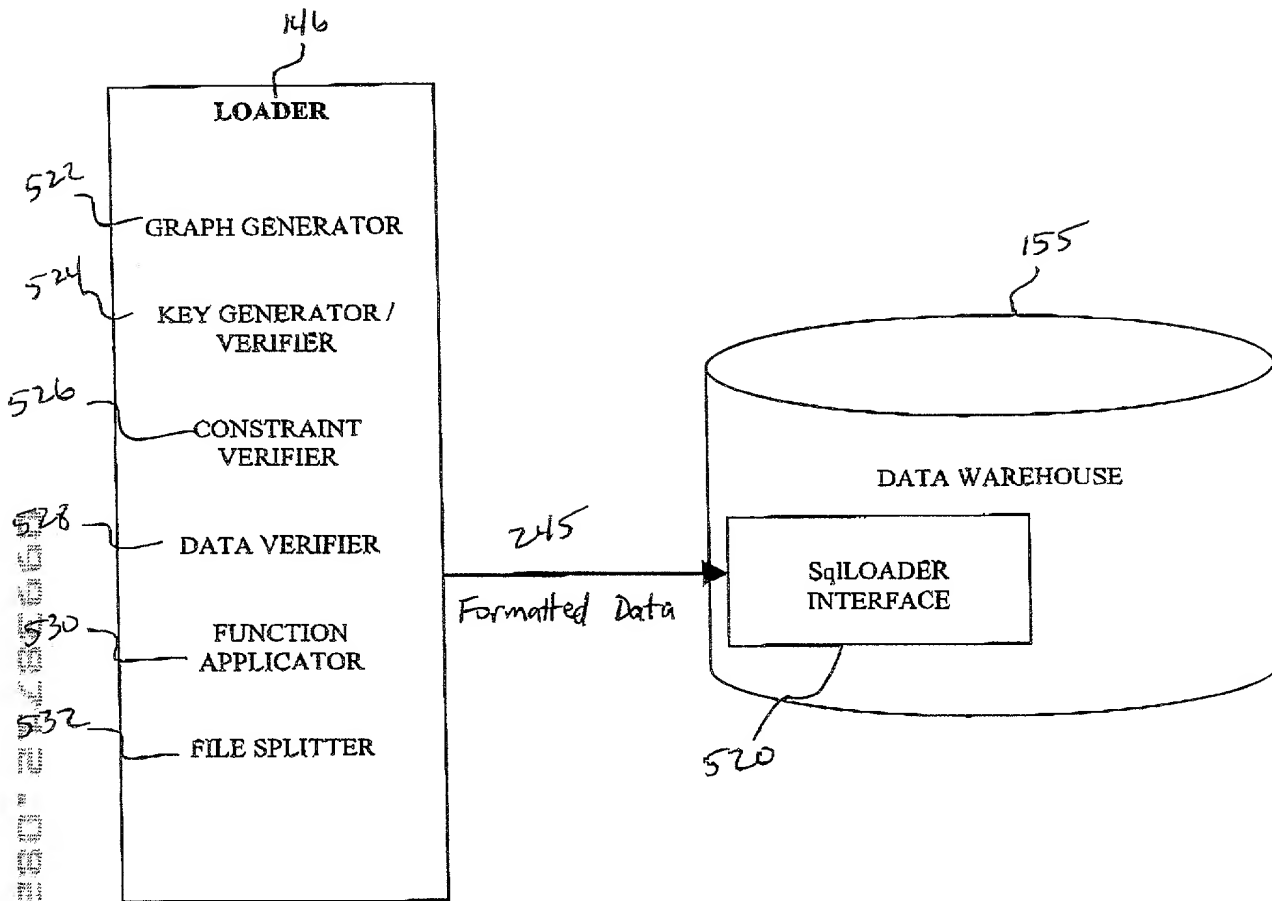 146
LOADER
522
GRAPH GENERATOR
524
KEY GENERATOR /
VERIFIER
526
CONSTRAINT
VERIFIER
528
DATA VERIFIER
530
FUNCTION
APPLICATOR
532
FILE SPLITTER
245
Formatted Data
155
DATA WAREHOUSE
SqlLOADER
INTERFACE
520